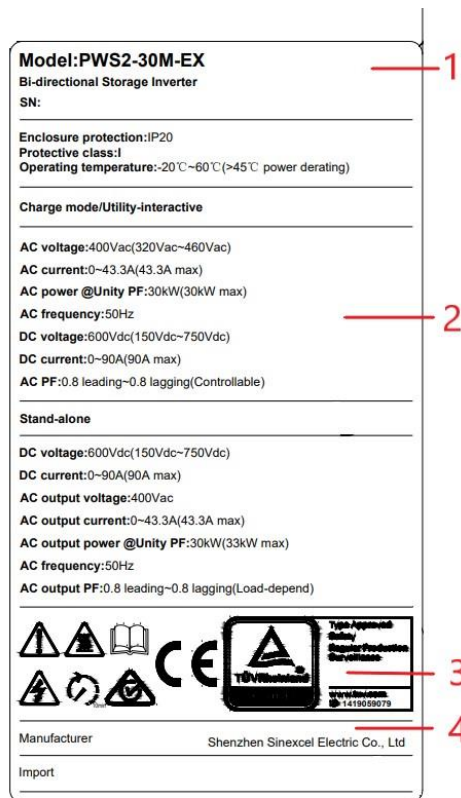 Model:PWS2-30M-EX
1
Bi-directional Storage Inverter
SN:
Enclosure protection:IP20
Protective class:I
Operating temperature:-20℃~60℃(>45℃ power derating)
Charge mode/Utility-interactive
AC voltage:400Vac(320Vac~460Vac)
AC current:0~43.3A(43.3A max)
AC power @Unity PF:30kW(30kW max)
AC frequency:50Hz
2
DC voltage:600Vdc(150Vdc~750Vdc)
DC current:0~90A(90A max)
AC PF:0.8 leading~0.8 lagging(Controllable)
Stand-alone
DC voltage:600Vdc(150Vdc~750Vdc)
DC current:0~90A(90A max)
AC output voltage:400Vac
AC output current:0~43.3A(43.3A max)
AC output power @Unity PF:30kW(33kW max)
AC frequency:50Hz
AC output PF:0.8 leading~0.8 lagging(Load-depend)
CE
TÜVRheinland
Type Approved
Safety
Regular Production
Surveillance
3
www.tuv.com
ID 1419059079
4
Manufacturer Shenzhen Sinexcel Electric Co., Ltd
Import